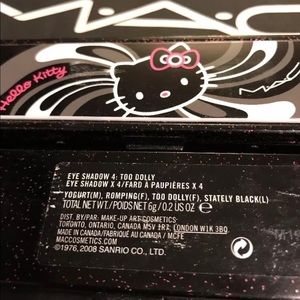 M·A·C
Hello Kitty
MAC
EYE SHADOW 4: TOO DOLLY
EYE SHADOW X 4/FARD À PAUPIÈRES X 4
YOGURT(M), ROMPING(F), TOO DOLLY(F), STATELY BLACK(L)
TOTAL NET WT./POIDS NET 6g/0.2 US OZ ℮
DIST. BY/PAR: MAKE-UP ART COSMETICS·
TORONTO, ONTARIO, CANADA M5V 1R7; LONDON W1K 3BQ
MADE IN CANADA/FABRIQUÉ AU CANADA / MCFE
MACCOSMETICS.COM
©1976, 2008 SANRIO CO., LTD.